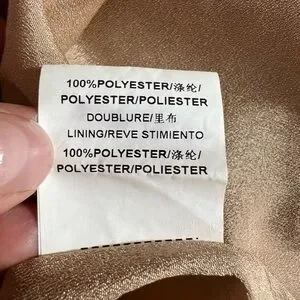 100%POLYESTER/涤纶/
POLYESTER/POLIESTER
DOUBLURE/里布
LINING/REVE STIMIENTO
100%POLYESTER/涤纶/
POLYESTER/POLIESTER